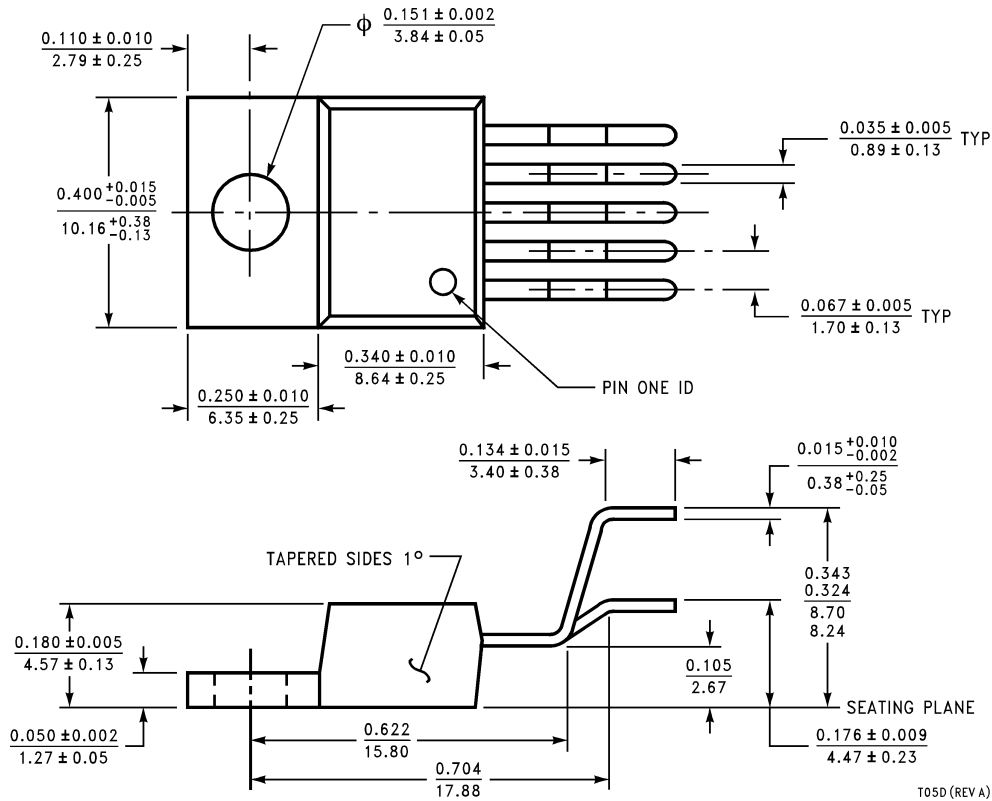 ϕ 0.151 ± 0.002
3.84 ± 0.05
0.110 ± 0.010
2.79 ± 0.25
0.035 ± 0.005 TYP
0.89 ± 0.13
0.400 +0.015 -0.005
10.16 +0.38 -0.13
0.067 ± 0.005 TYP
1.70 ± 0.13
0.340 ± 0.010
8.64 ± 0.25
PIN ONE ID
0.250 ± 0.010
6.35 ± 0.25
0.134 ± 0.015
3.40 ± 0.38
0.015 +0.010 -0.002
0.38 +0.25 -0.05
TAPERED SIDES 1°
0.343
0.324
8.70
8.24
0.180 ± 0.005
4.57 ± 0.13
0.105
2.67
SEATING PLANE
0.050 ± 0.002
1.27 ± 0.05
0.622
15.80
0.176 ± 0.009
4.47 ± 0.23
0.704
17.88
T05D (REV A)